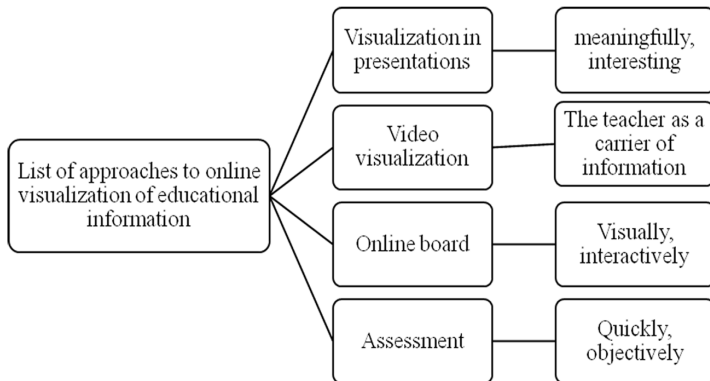 List of approaches to online
visualization of educational
information
Visualization in
presentations
meaningfully,
interesting
Video
visualization
The teacher as a
carrier of
information
Online board
Visually,
interactively
Assessment
Quickly,
objectively